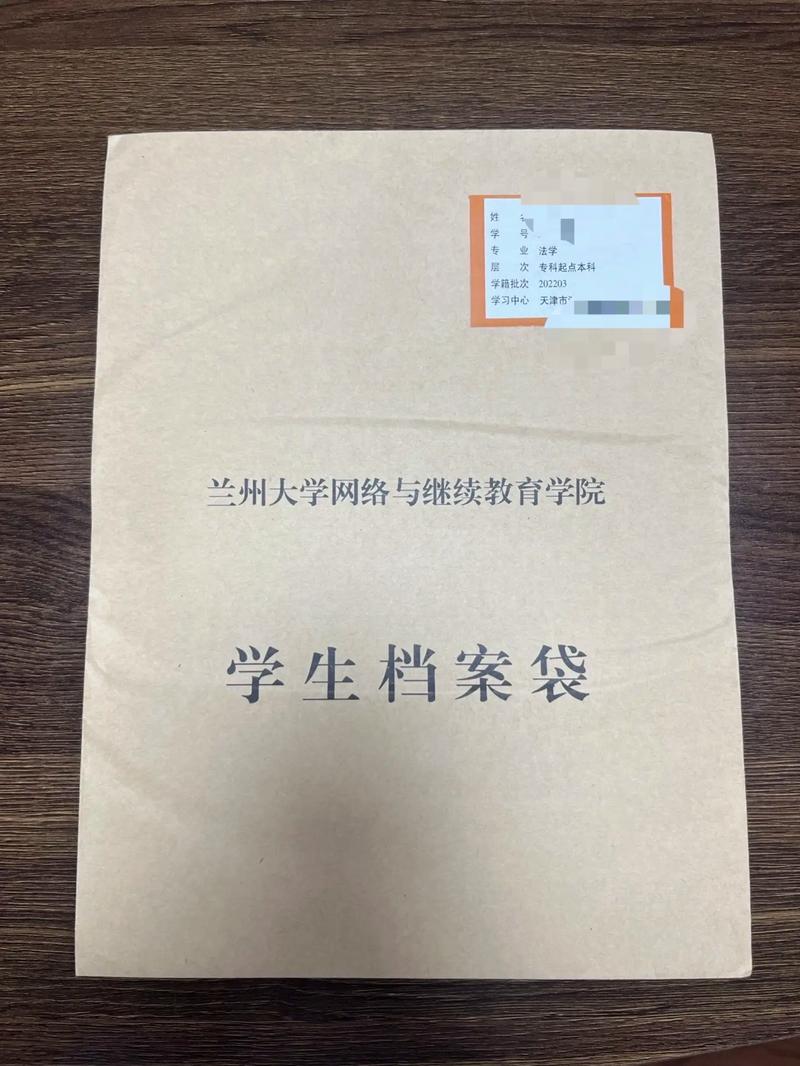 姓
学 号
专 业 法学
层 次 专科起点本科
学籍批次 202203
学习中心 天津市
兰州大学网络与继续教育学院
学生档案袋